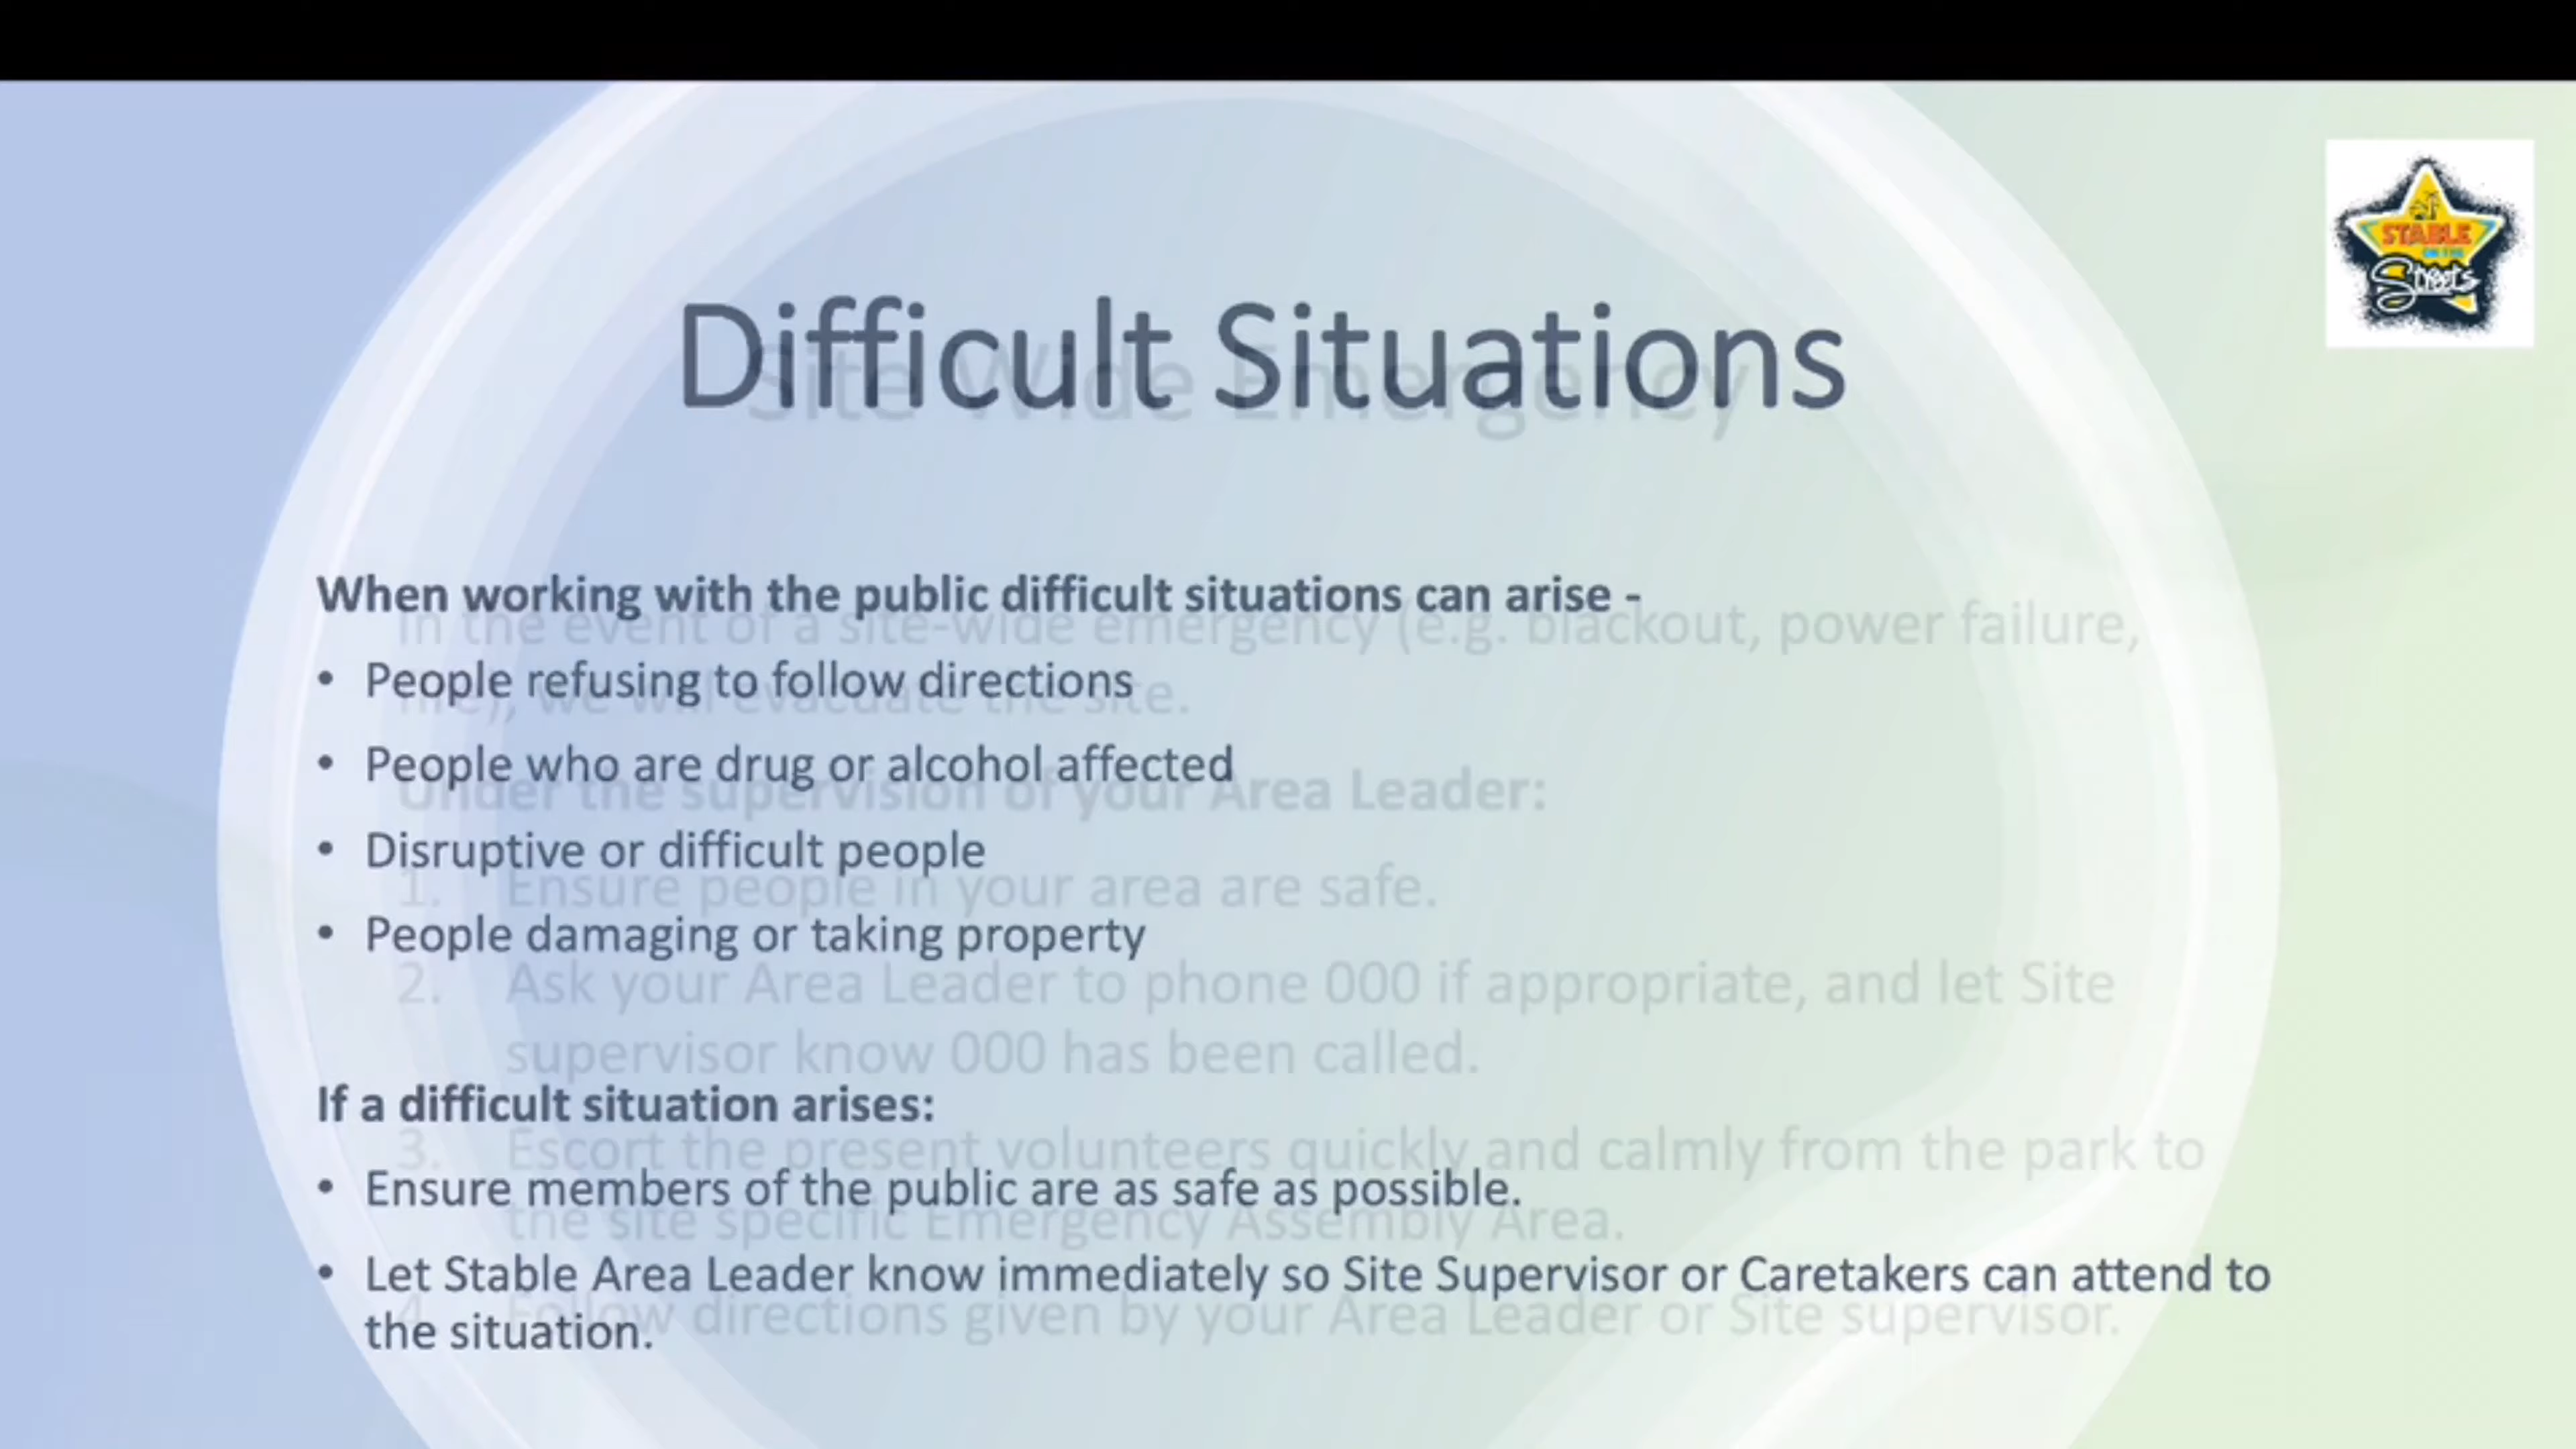 STABLE
ON THE
Streets
Difficult Situations
Site Wide Emergency
When working with the public difficult situations can arise -
In the event of a site-wide emergency (e.g. blackout, power failure,
• People refusing to follow directions
fire), we will evacuate the site.
• People who are drug or alcohol affected
Under the supervision of your Area Leader:
• Disruptive or difficult people
1. Ensure people in your area are safe.
• People damaging or taking property
2. Ask your Area Leader to phone 000 if appropriate, and let Site
supervisor know 000 has been called.
If a difficult situation arises:
3. Escort the present volunteers quickly and calmly from the park to
• Ensure members of the public are as safe as possible.
the site specific Emergency Assembly Area.
• Let Stable Area Leader know immediately so Site Supervisor or Caretakers can attend to
4. Follow directions given by your Area Leader or Site supervisor.
the situation.